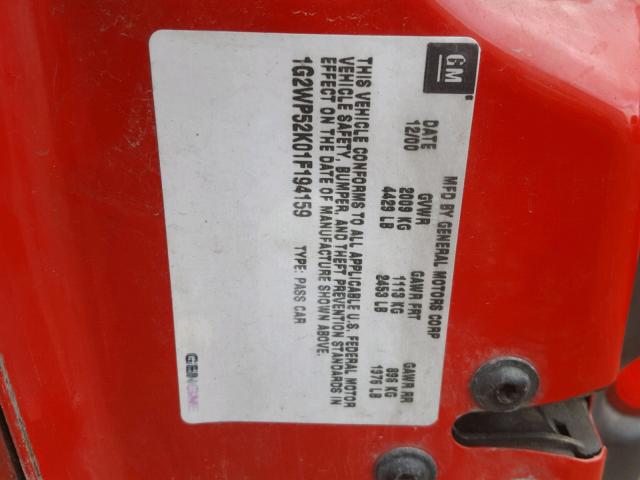 GM
MFD BY GENERAL MOTORS CORP
DATE GVWR GAWR FRT GAWR RR
12/00 2009 KG 1113 KG 896 KG
4429 LB 2453 LB 1976 LB
THIS VEHICLE CONFORMS TO ALL APPLICABLE U.S. FEDERAL MOTOR
VEHICLE SAFETY, BUMPER, AND THEFT PREVENTION STANDARDS IN
EFFECT ON THE DATE OF MANUFACTURE SHOWN ABOVE.
1G2WP52K01F194159 TYPE: PASS CAR